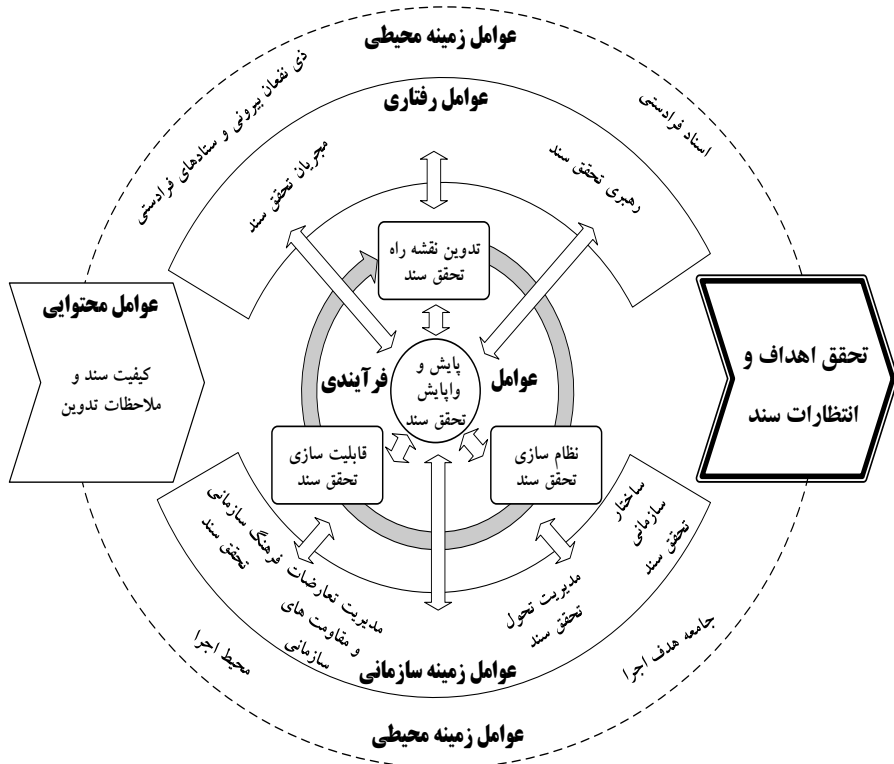 عوامل زمینه محیطی
ذی نفعان بیرونی و ستادهای فرادستی
اسناد فرادستی
عوامل رفتاری
مجریان تحقق سند
رهبری تحقق سند
تدوین نقشه راه
تحقق سند
عوامل محتوایی
کیفیت سند و
ملاحظات تدوین
تحقق اهداف و
انتظارات سند
پایش و
واپایش
تحقق سند
عوامل
فرآیندی
نظام سازی
تحقق سند
قابلیت سازی
تحقق سند
ساختار
سازمانی
تحقق سند
مدیریت تحول
تحقق سند
فرهنگ سازمانی
تحقق سند
مدیریت تعارضات
و مقاومت های
سازمانی
عوامل زمینه سازمانی
جامعه هدف اجرا
محیط اجرا
عوامل زمینه محیطی